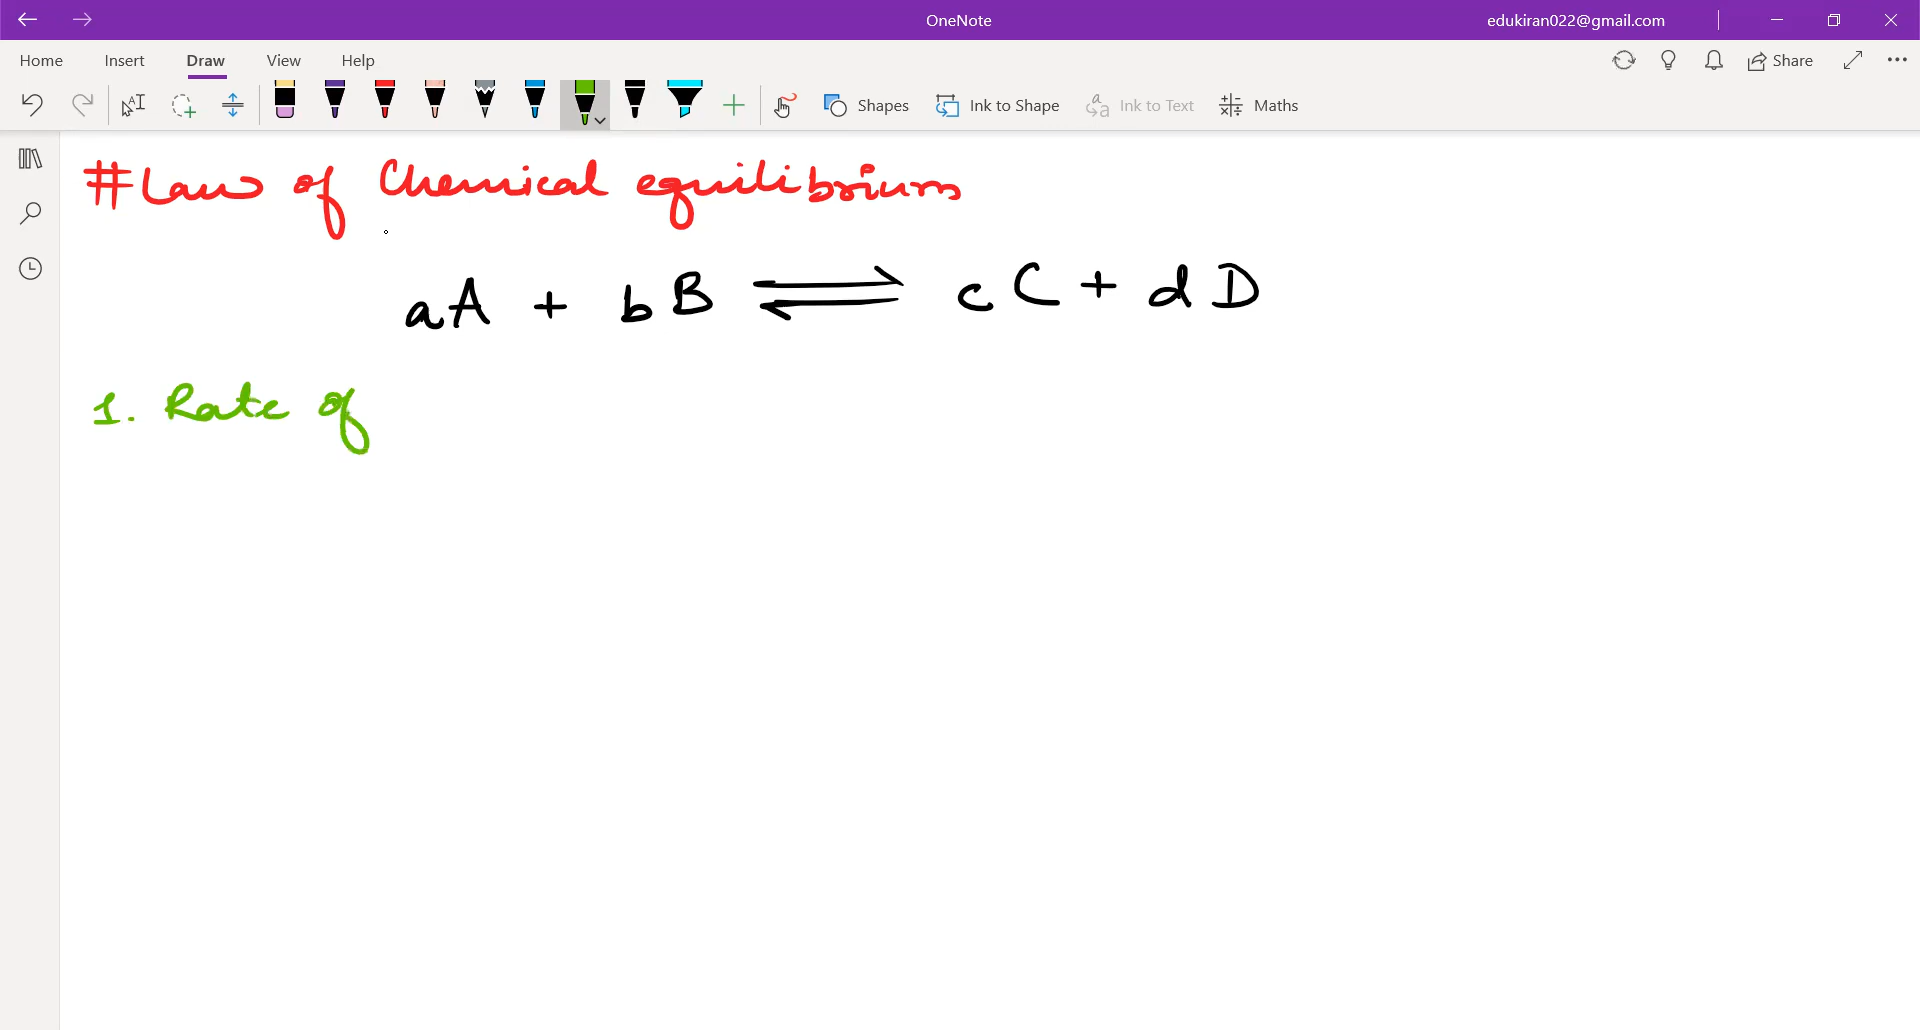 OneNote
edukiran022@gmail.com
Home Insert Draw View Help
Share
Shapes Ink to Shape Ink to Text Maths
#Law of Chemical equilibrium
aA + bB ⇌ cC + dD
1. Rate of